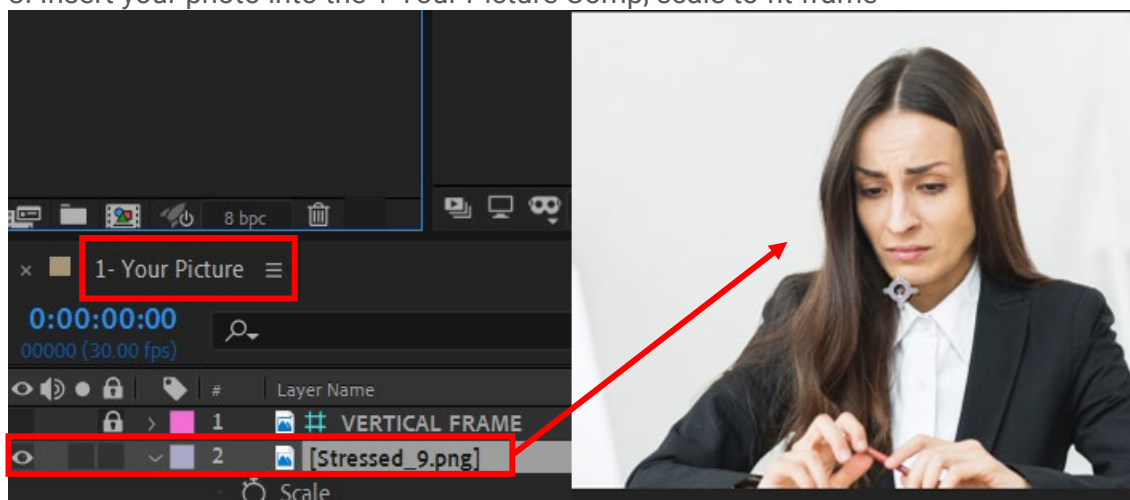 8 bpc
1- Your Picture
0:00:00:00
00000 (30.00 fps)
# Layer Name
1 VERTICAL FRAME
2 [Stressed_9.png]
Scale